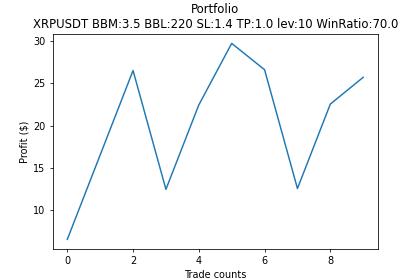 Portfolio
XRPUSDT BBM:3.5 BBL:220 SL:1.4 TP:1.0 lev:10 WinRatio:70.0
30
25
20
15
10
Profit ($)
0 2 4 6 8
Trade counts